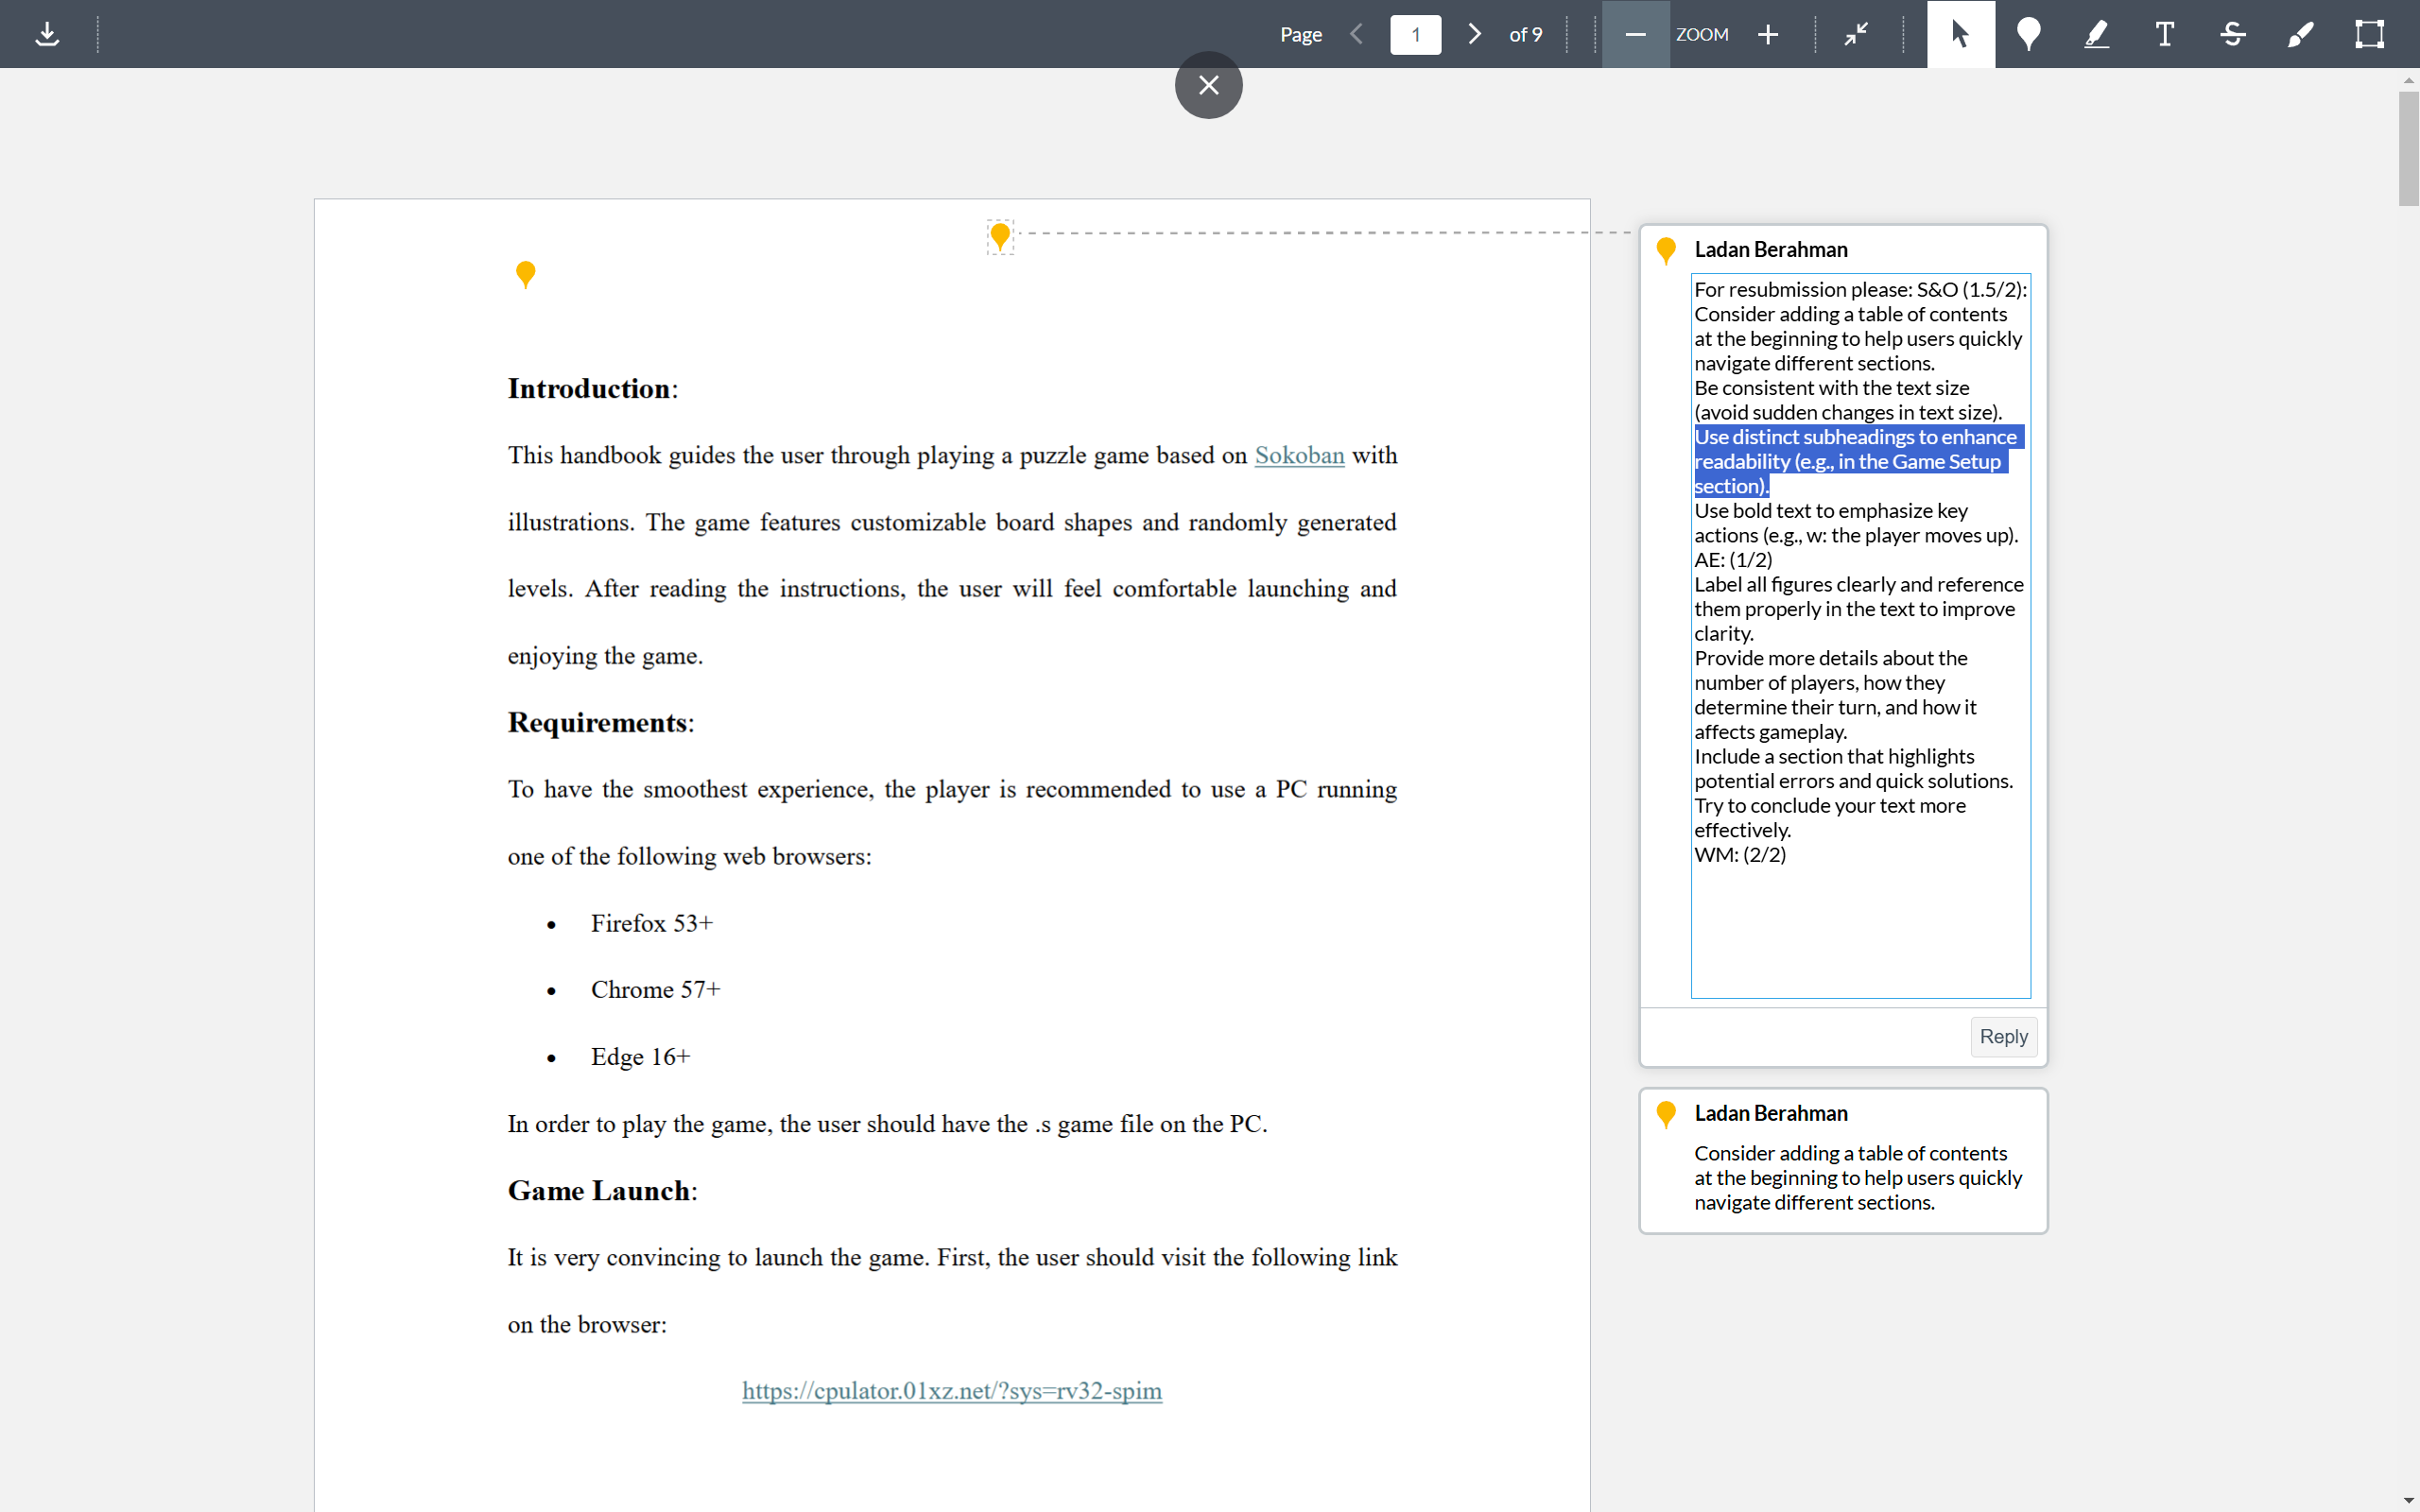 Page 1 of 9 ZOOM
Introduction:
This handbook guides the user through playing a puzzle game based on Sokoban with
illustrations. The game features customizable board shapes and randomly generated
levels. After reading the instructions, the user will feel comfortable launching and
enjoying the game.
Requirements:
To have the smoothest experience, the player is recommended to use a PC running
one of the following web browsers:
• Firefox 53+
• Chrome 57+
• Edge 16+
In order to play the game, the user should have the .s game file on the PC.
Game Launch:
It is very convincing to launch the game. First, the user should visit the following link
on the browser:
https://cpulator.01xz.net/?sys=rv32-spim
Ladan Berahman
For resubmission please: S&O (1.5/2):
Consider adding a table of contents
at the beginning to help users quickly
navigate different sections.
Be consistent with the text size
(avoid sudden changes in text size).
Use distinct subheadings to enhance
readability (e.g., in the Game Setup
section).
Use bold text to emphasize key
actions (e.g., w: the player moves up).
AE: (1/2)
Label all figures clearly and reference
them properly in the text to improve
clarity.
Provide more details about the
number of players, how they
determine their turn, and how it
affects gameplay.
Include a section that highlights
potential errors and quick solutions.
Try to conclude your text more
effectively.
WM: (2/2)
Reply
Ladan Berahman
Consider adding a table of contents
at the beginning to help users quickly
navigate different sections.